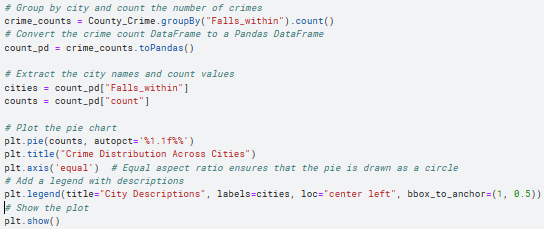 # Group by city and count the number of crimes
crime_counts = County_Crime.groupBy("Falls_within").count()
# Convert the crime count DataFrame to a Pandas DataFrame
count_pd = crime_counts.toPandas()
# Extract the city names and count values
cities = count_pd["Falls_within"]
counts = count_pd["count"]
# Plot the pie chart
plt.pie(counts, autopct='%1.1f%%')
plt.title("Crime Distribution Across Cities")
plt.axis('equal')  # Equal aspect ratio ensures that the pie is drawn as a circle
# Add a legend with descriptions
plt.legend(title="City Descriptions", labels=cities, loc="center left", bbox_to_anchor=(1, 0.5))
# Show the plot
plt.show()